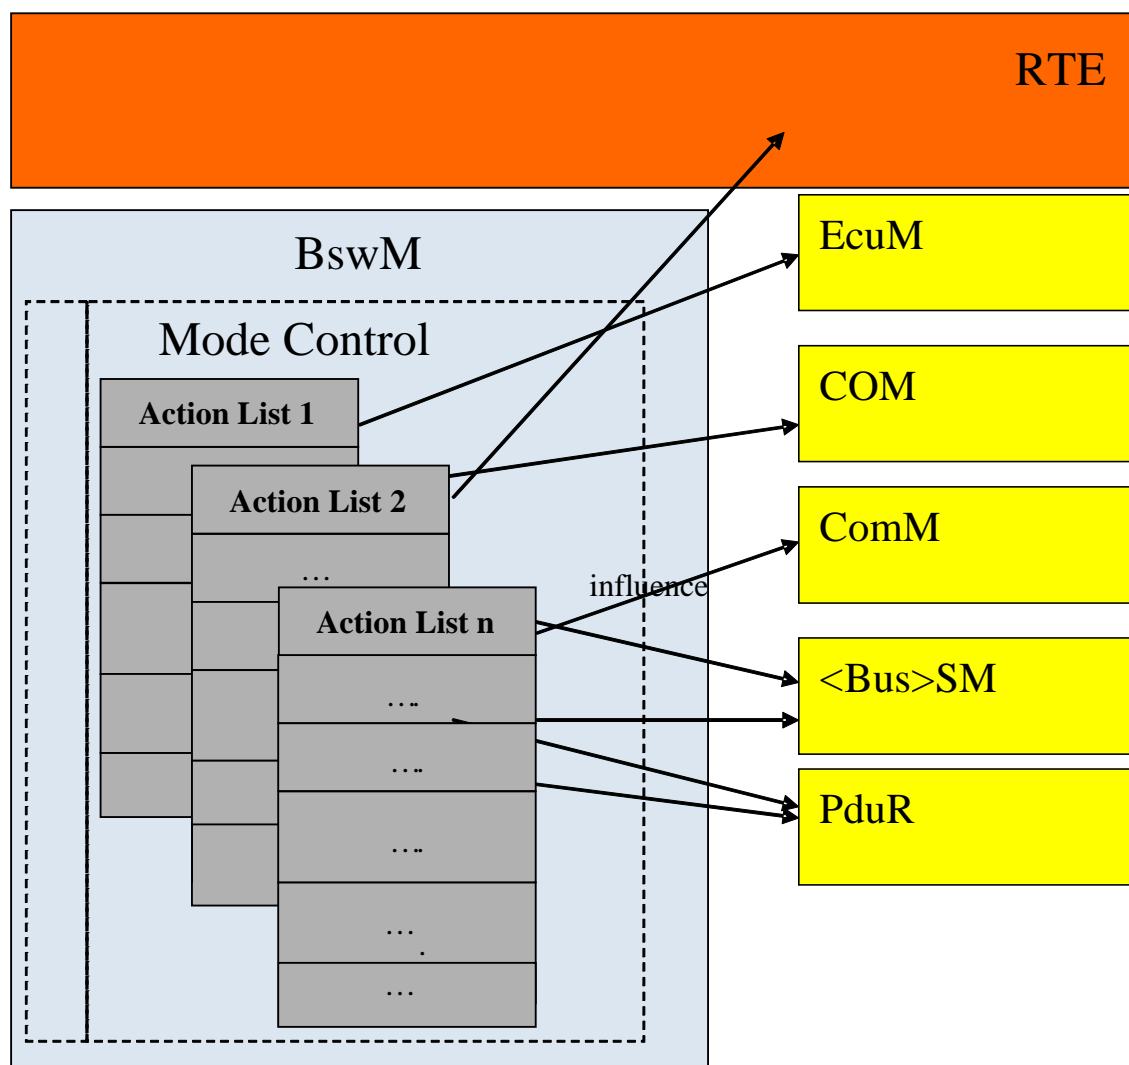 RTE
BswM
EcuM
Mode Control
COM
Action List 1
Action List 2
ComM
…
influence
Action List n
<Bus>SM
….
….
PduR
….
…
.
…